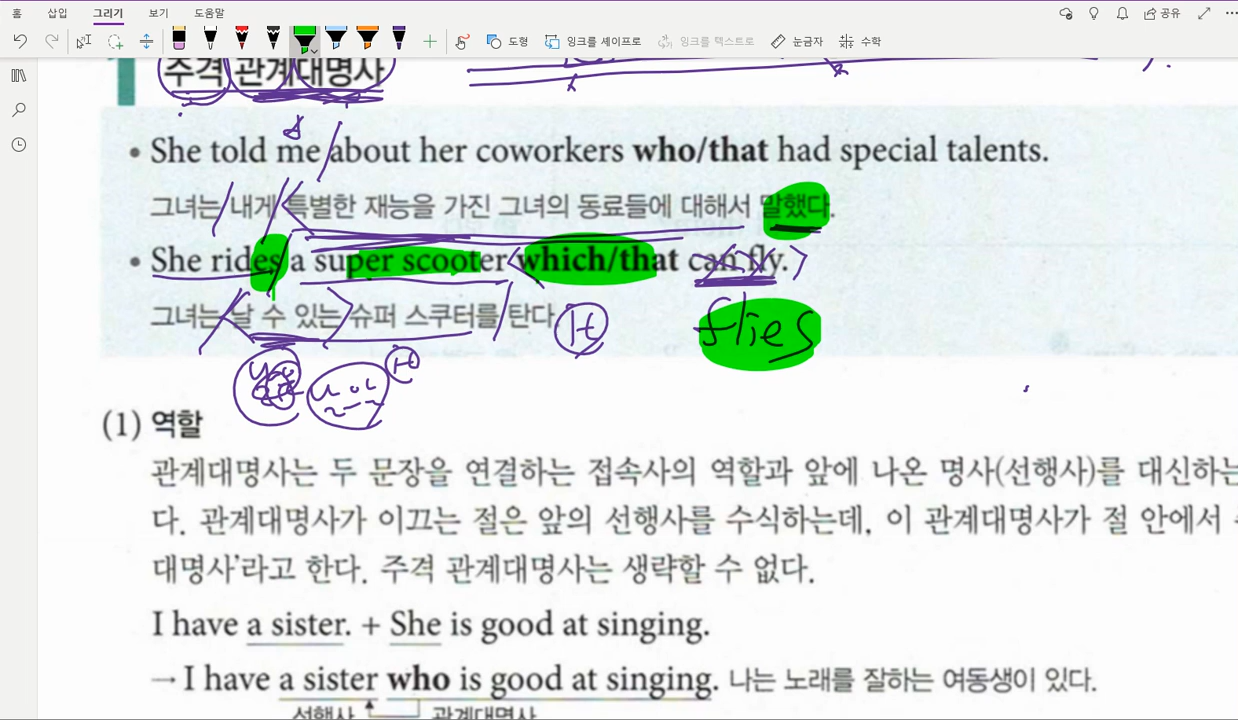 홈 삽입 그리기 보기 도움말 공유
도형 잉크를 셰이프로 잉크를 텍스트로 눈금자 수학
1 주격 관계대명사
• She told me about her coworkers who/that had special talents.
그녀는 내게 특별한 재능을 가진 그녀의 동료들에 대해서 말했다.
• She rides a super scooter which/that can fly.
그녀는 날 수 있는 슈퍼 스쿠터를 탄다
It
flies
(1) 역할
관계대명사는 두 문장을 연결하는 접속사의 역할과 앞에 나온 명사(선행사)를 대신하는
다. 관계대명사가 이끄는 절은 앞의 선행사를 수식하는데, 이 관계대명사가 절 안에서
대명사'라고 한다. 주격 관계대명사는 생략할 수 없다.
I have a sister. + She is good at singing.
→ I have a sister who is good at singing. 나는 노래를 잘하는 여동생이 있다.
선행사 관계대명사